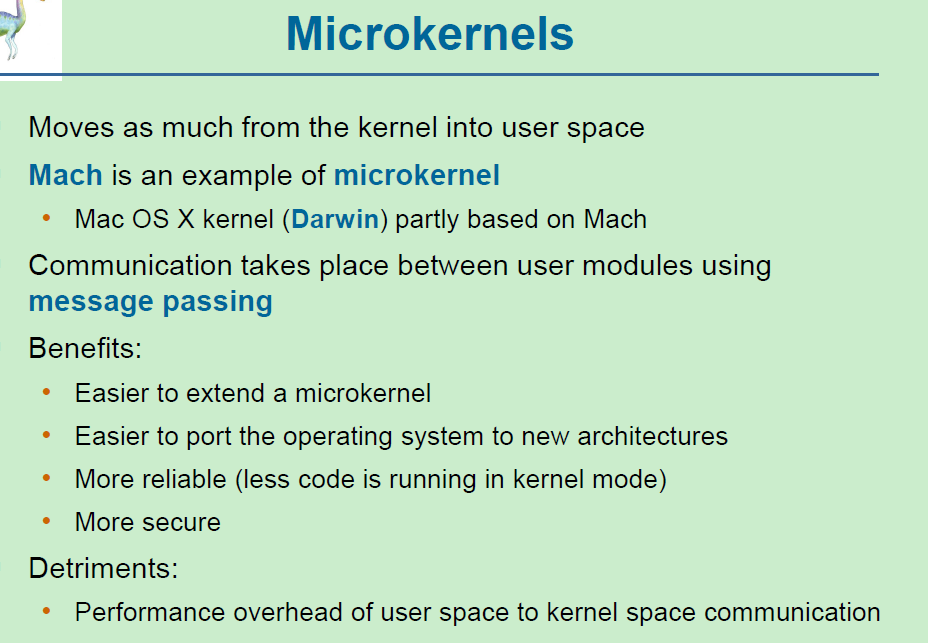 Microkernels
Moves as much from the kernel into user space
Mach is an example of microkernel
• Mac OS X kernel (Darwin) partly based on Mach
Communication takes place between user modules using
message passing
Benefits:
• Easier to extend a microkernel
• Easier to port the operating system to new architectures
• More reliable (less code is running in kernel mode)
• More secure
Detriments:
• Performance overhead of user space to kernel space communication